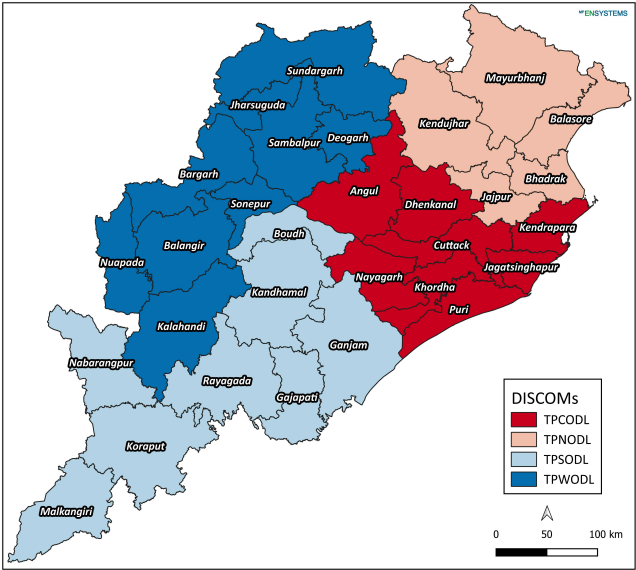 MP ENSYSTEMS
Sundargarh
Mayurbhanj
Jharsuguda
Kendujhar
Balasore
Sambalpur
Deogarh
Bargarh
Bhadrak
Angul
Dhenkanal
Jajpur
Sonepur
Kendrapara
Boudh
Balangir
Cuttack
Nuapada
Jagatsinghapur
Nayagarh
Khordha
Kandhamal
Puri
Kalahandi
Ganjam
Nabarangpur
Rayagada
Gajapati
Koraput
Malkangiri
DISCOMs
TPCODL
TPNODL
TPSODL
TPWODL
0 50 100 km